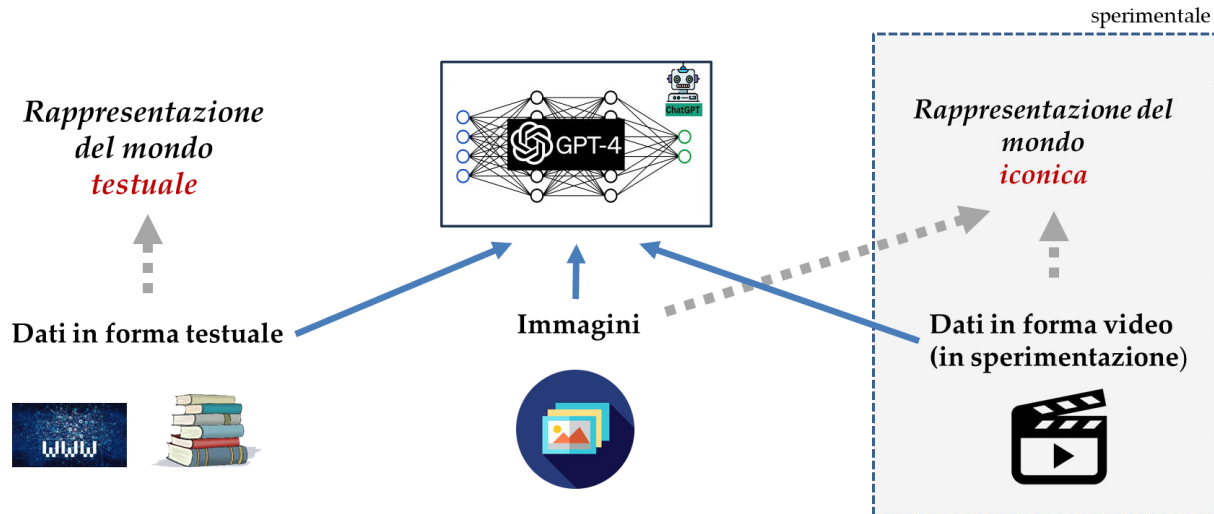 sperimentale
Rappresentazione
del mondo
testuale
ChatGPT
GPT-4
Rappresentazione del
mondo
iconica
Dati in forma testuale
Immagini
Dati in forma video
(in sperimentazione)
www